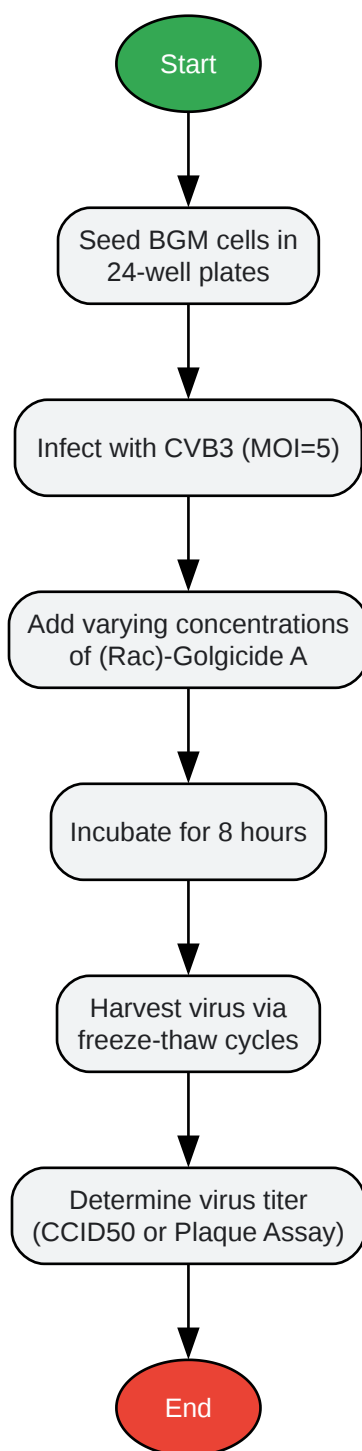 Start
Seed BGM cells in
24-well plates
Infect with CVB3 (MOI=5)
Add varying concentrations
of (Rac)-Golgicide A
Incubate for 8 hours
Harvest virus via
freeze-thaw cycles
Determine virus titer
(CCID50 or Plaque Assay)
End